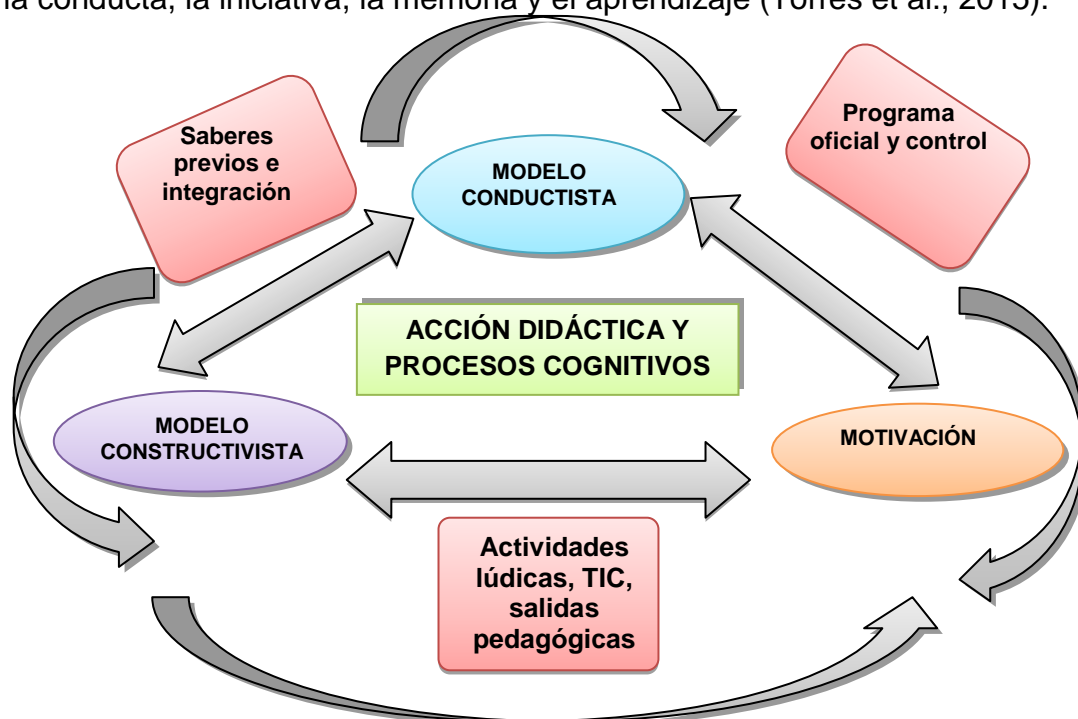 na conducta, la iniciativa, la memoria y el aprendizaje (Torres et al., 2015).
Saberes
previos e
integración
MODELO
CONDUCTISTA
Programa
oficial y control
ACCIÓN DIDÁCTICA Y
PROCESOS COGNITIVOS
MODELO
CONSTRUCTIVISTA
MOTIVACIÓN
Actividades
lúdicas, TIC,
salidas
pedagógicas